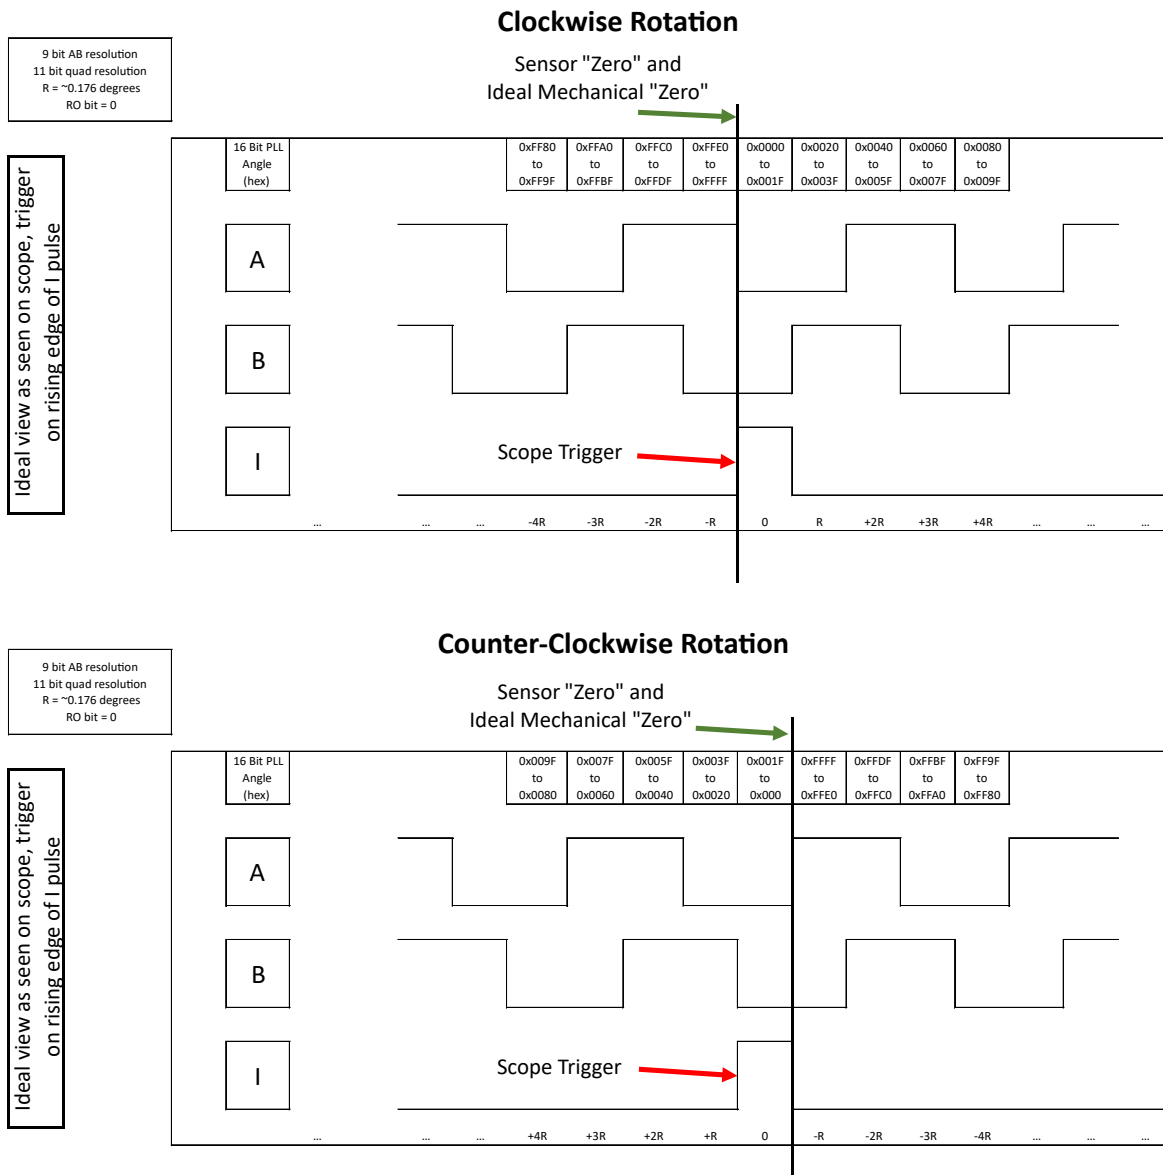 Clockwise Rotation
9 bit AB resolution
11 bit quad resolution
R = ~0.176 degrees
RO bit = 0
Sensor "Zero" and
Ideal Mechanical "Zero"
Ideal view as seen on scope, trigger
on rising edge of I pulse
16 Bit PLL
Angle
(hex)
0xFF80 0xFFA0 0xFFC0 0xFFE0 0x0000 0x0020 0x0040 0x0060 0x0080
to to to to to to to to to
0xFF9F 0xFFBF 0xFFDF 0xFFFF 0x001F 0x003F 0x005F 0x007F 0x009F
A
B
I
Scope Trigger
... ... ... -4R -3R -2R -R 0 R +2R +3R +4R ... ... ...
Counter-Clockwise Rotation
9 bit AB resolution
11 bit quad resolution
R = ~0.176 degrees
RO bit = 0
Sensor "Zero" and
Ideal Mechanical "Zero"
Ideal view as seen on scope, trigger
on rising edge of I pulse
16 Bit PLL
Angle
(hex)
0x009F 0x007F 0x005F 0x003F 0x001F 0xFFFF 0xFFDF 0xFFBF 0xFF9F
to to to to to to to to to
0x0080 0x0060 0x0040 0x0020 0x000 0xFFE0 0xFFC0 0xFFA0 0xFF80
A
B
I
Scope Trigger
... ... ... +4R +3R +2R +R 0 -R -2R -3R -4R ... ... ...